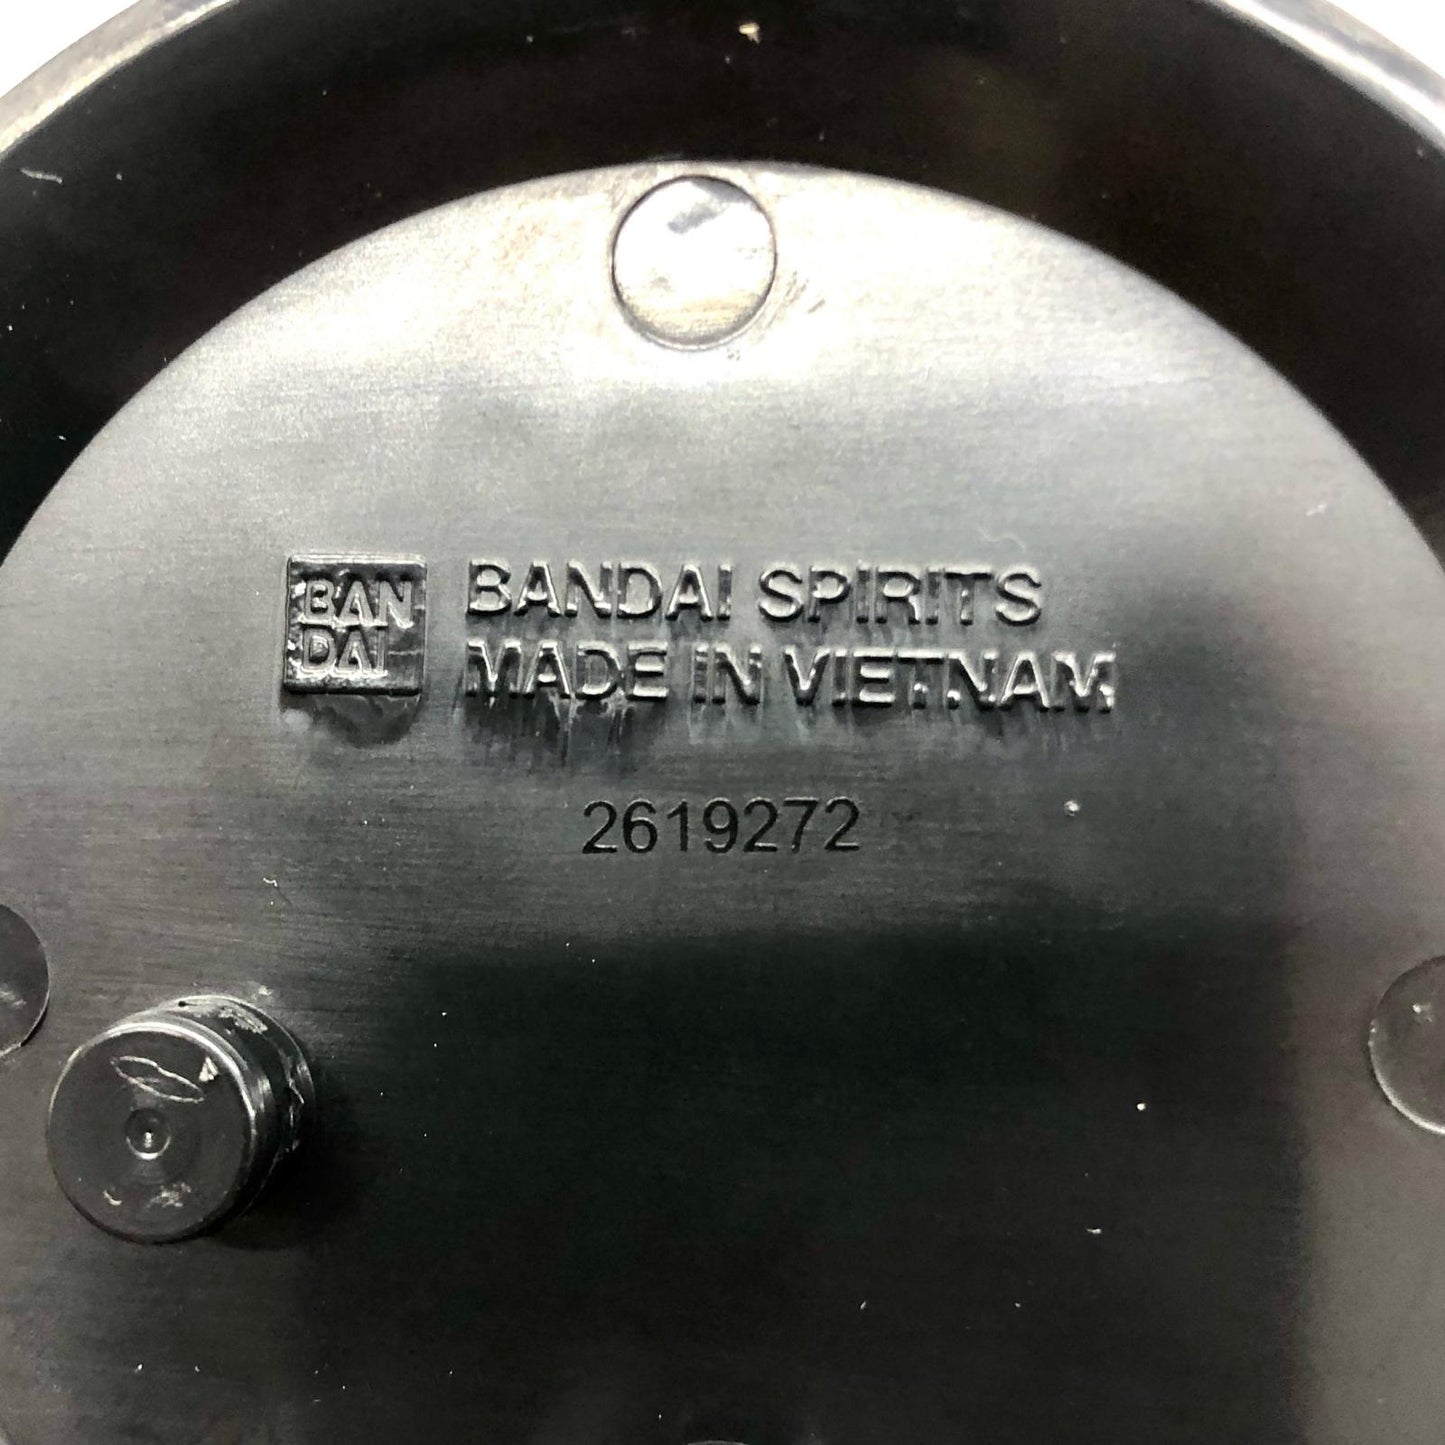 BAN
DAI
BANDAI SPIRITS
MADE IN VIETNAM
2619272